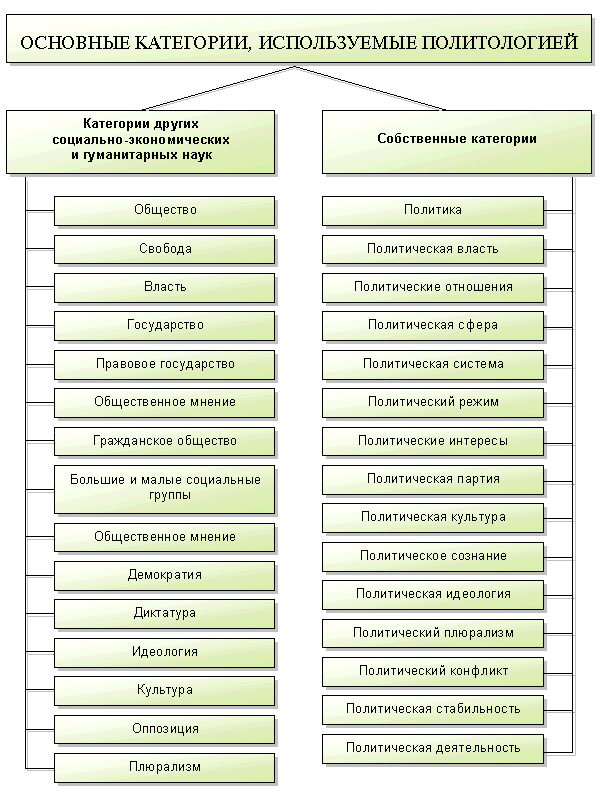 ОСНОВНЫЕ КАТЕГОРИИ, ИСПОЛЬЗУЕМЫЕ ПОЛИТОЛОГИЕЙ
Категории других
социально-экономических
и гуманитарных наук
Общество
Свобода
Власть
Государство
Правовое государство
Общественное мнение
Гражданское общество
Большие и малые социальные
группы
Общественное мнение
Демократия
Диктатура
Идеология
Культура
Оппозиция
Плюрализм
Собственные категории
Политика
Политическая власть
Политические отношения
Политическая сфера
Политическая система
Политический режим
Политические интересы
Политическая партия
Политическая культура
Политическое сознание
Политическая идеология
Политический плюрализм
Политический конфликт
Политическая стабильность
Политическая деятельность